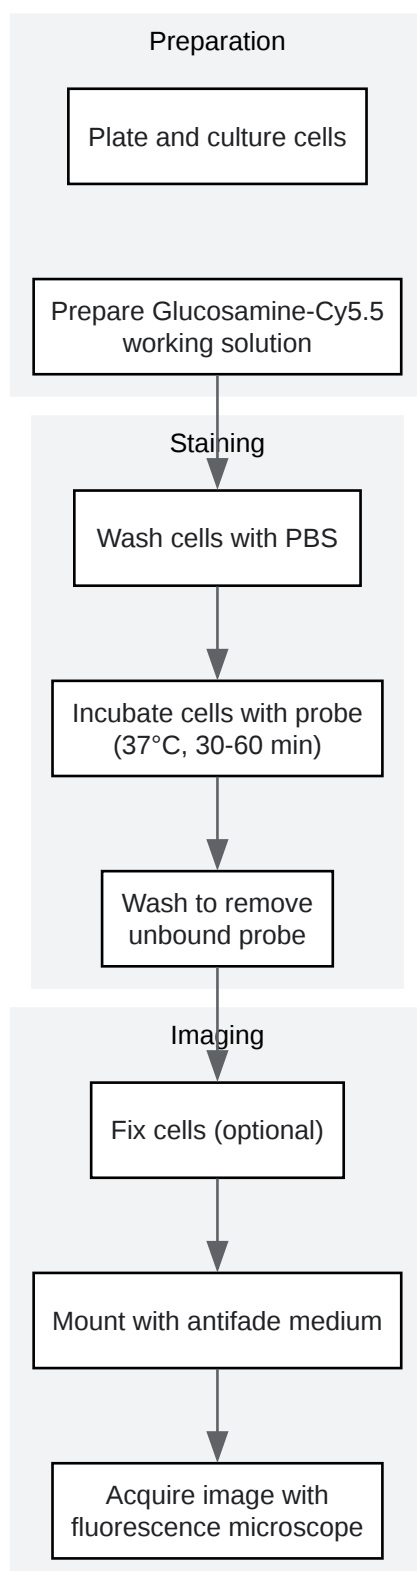 Preparation
Plate and culture cells
Prepare Glucosamine-Cy5.5
working solution
Staining
Wash cells with PBS
Incubate cells with probe
(37°C, 30-60 min)
Wash to remove
unbound probe
Imaging
Fix cells (optional)
Mount with antifade medium
Acquire image with
fluorescence microscope